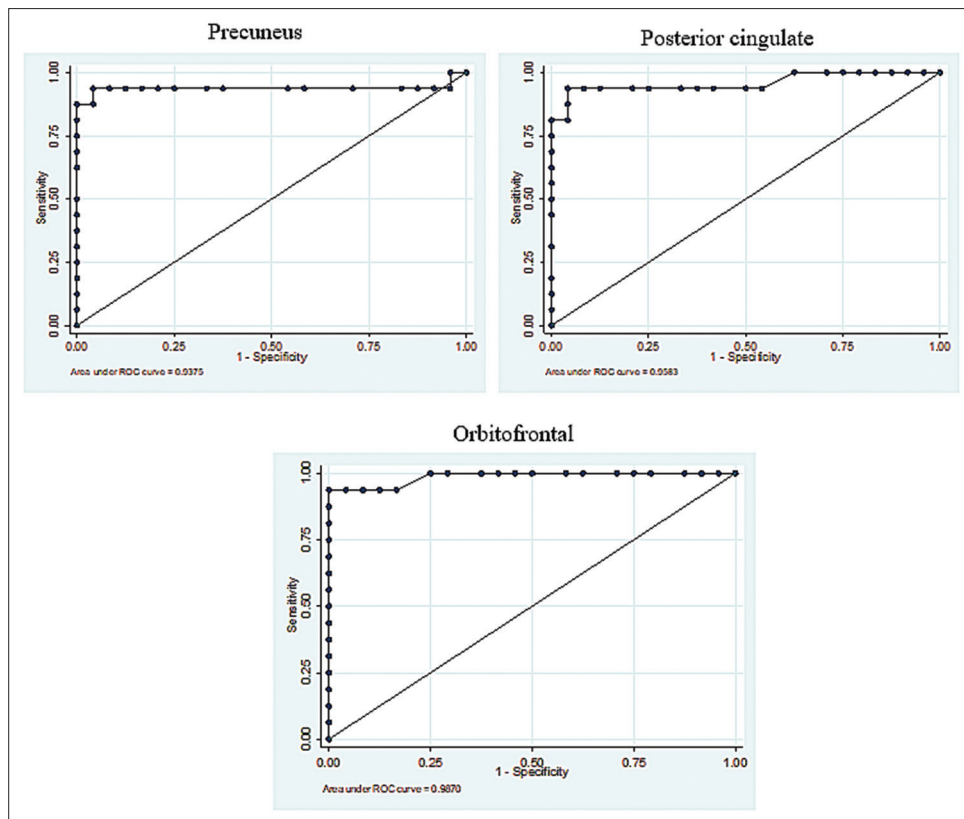 Precuneus
Sensitivity
1.00
0.75
0.50
0.25
0.00
0.00 0.25 0.50 0.75 1.00
1 - Specificity
Area under ROC curve = 0.9375
Posterior cingulate
Sensitivity
1.00
0.75
0.50
0.25
0.00
0.00 0.25 0.50 0.75 1.00
1 - Specificity
Area under ROC curve = 0.9583
Orbitofrontal
Sensitivity
1.00
0.75
0.50
0.25
0.00
0.00 0.25 0.50 0.75 1.00
1 - Specificity
Area under ROC curve = 0.9870